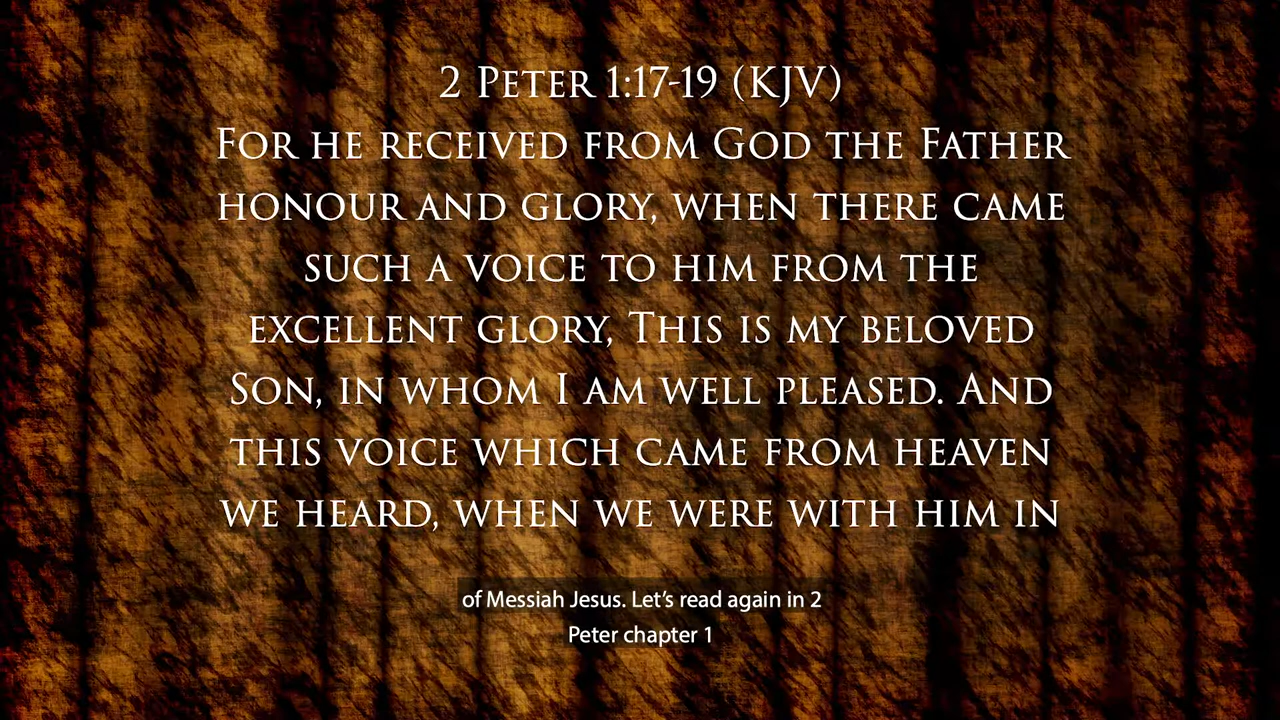 2 Peter 1:17-19 (KJV)
For he received from God the Father
honour and glory, when there came
such a voice to him from the
excellent glory, This is my beloved
Son, in whom I am well pleased. And
this voice which came from heaven
we heard, when we were with him in
of Messiah Jesus. Let’s read again in 2
Peter chapter 1